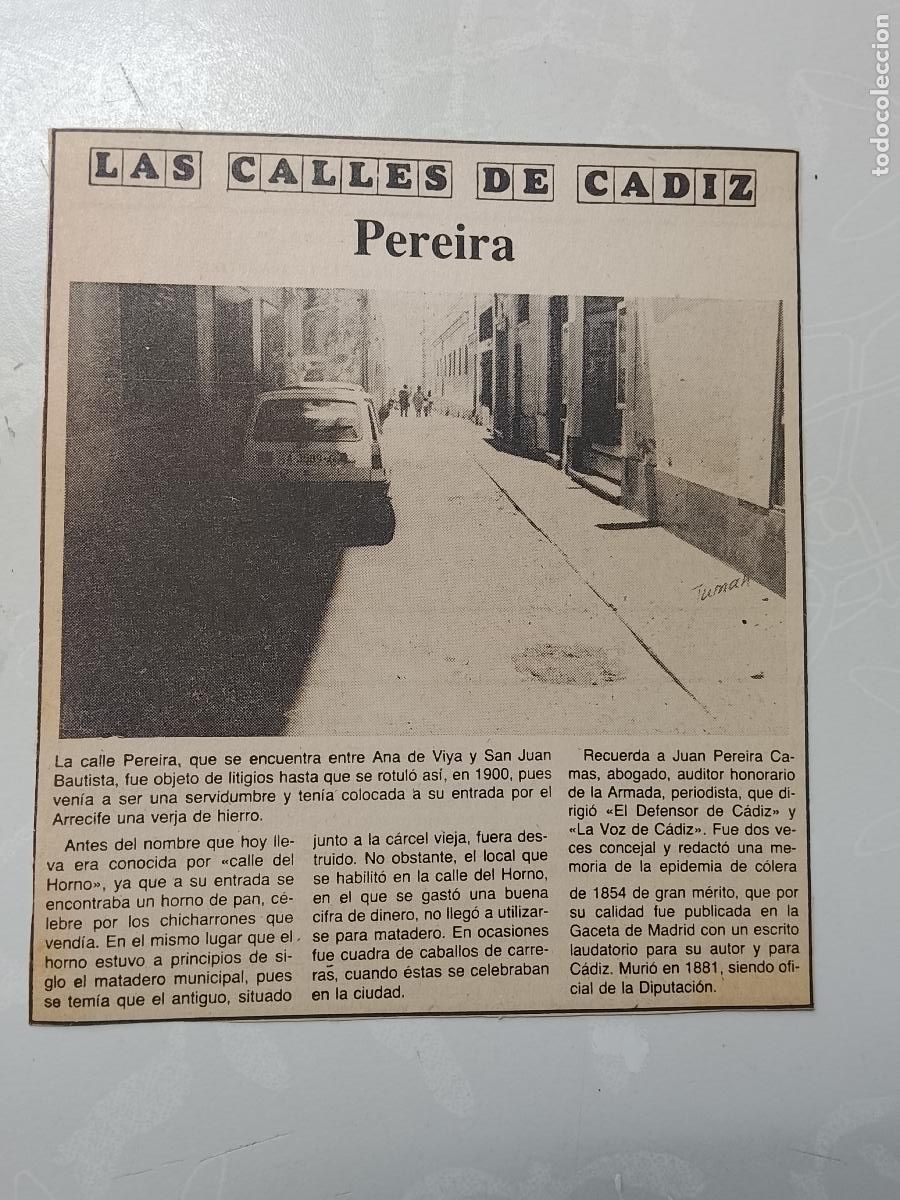 LAS CALLES DE CADIZ
Pereira
Tuman
La calle Pereira, que se encuentra entre Ana de Viya y San Juan
Bautista, fue objeto de litigios hasta que se rotuló así, en 1900, pues
venía a ser una servidumbre y tenía colocada a su entrada por el
Arrecife una verja de hierro.
Antes del nombre que hoy lle-
va era conocida por «calle del
Horno», ya que a su entrada se
encontraba un horno de pan, cé-
lebre por los chicharrones que
vendía. En el mismo lugar que el
horno estuvo a principios de si-
glo el matadero municipal, pues
se temía que el antiguo, situado
junto a la cárcel vieja, fuera des-
truido. No obstante, el local que
se habilitó en la calle del Horno,
en el que se gastó una buena
cifra de dinero, no llegó a utilizar-
se para matadero. En ocasiones
fue cuadra de caballos de carre-
ras, cuando éstas se celebraban
en la ciudad.
Recuerda a Juan Pereira Ca-
mas, abogado, auditor honorario
de la Armada, periodista, que di-
rigió «El Defensor de Cádiz» y
«La Voz de Cádiz». Fue dos ve-
ces concejal y redactó una me-
moria de la epidemia de cólera
de 1854 de gran mérito, que por
su calidad fue publicada en la
Gaceta de Madrid con un escrito
laudatorio para su autor y para
Cádiz. Murió en 1881, siendo ofi-
cial de la Diputación.
todocoleccion